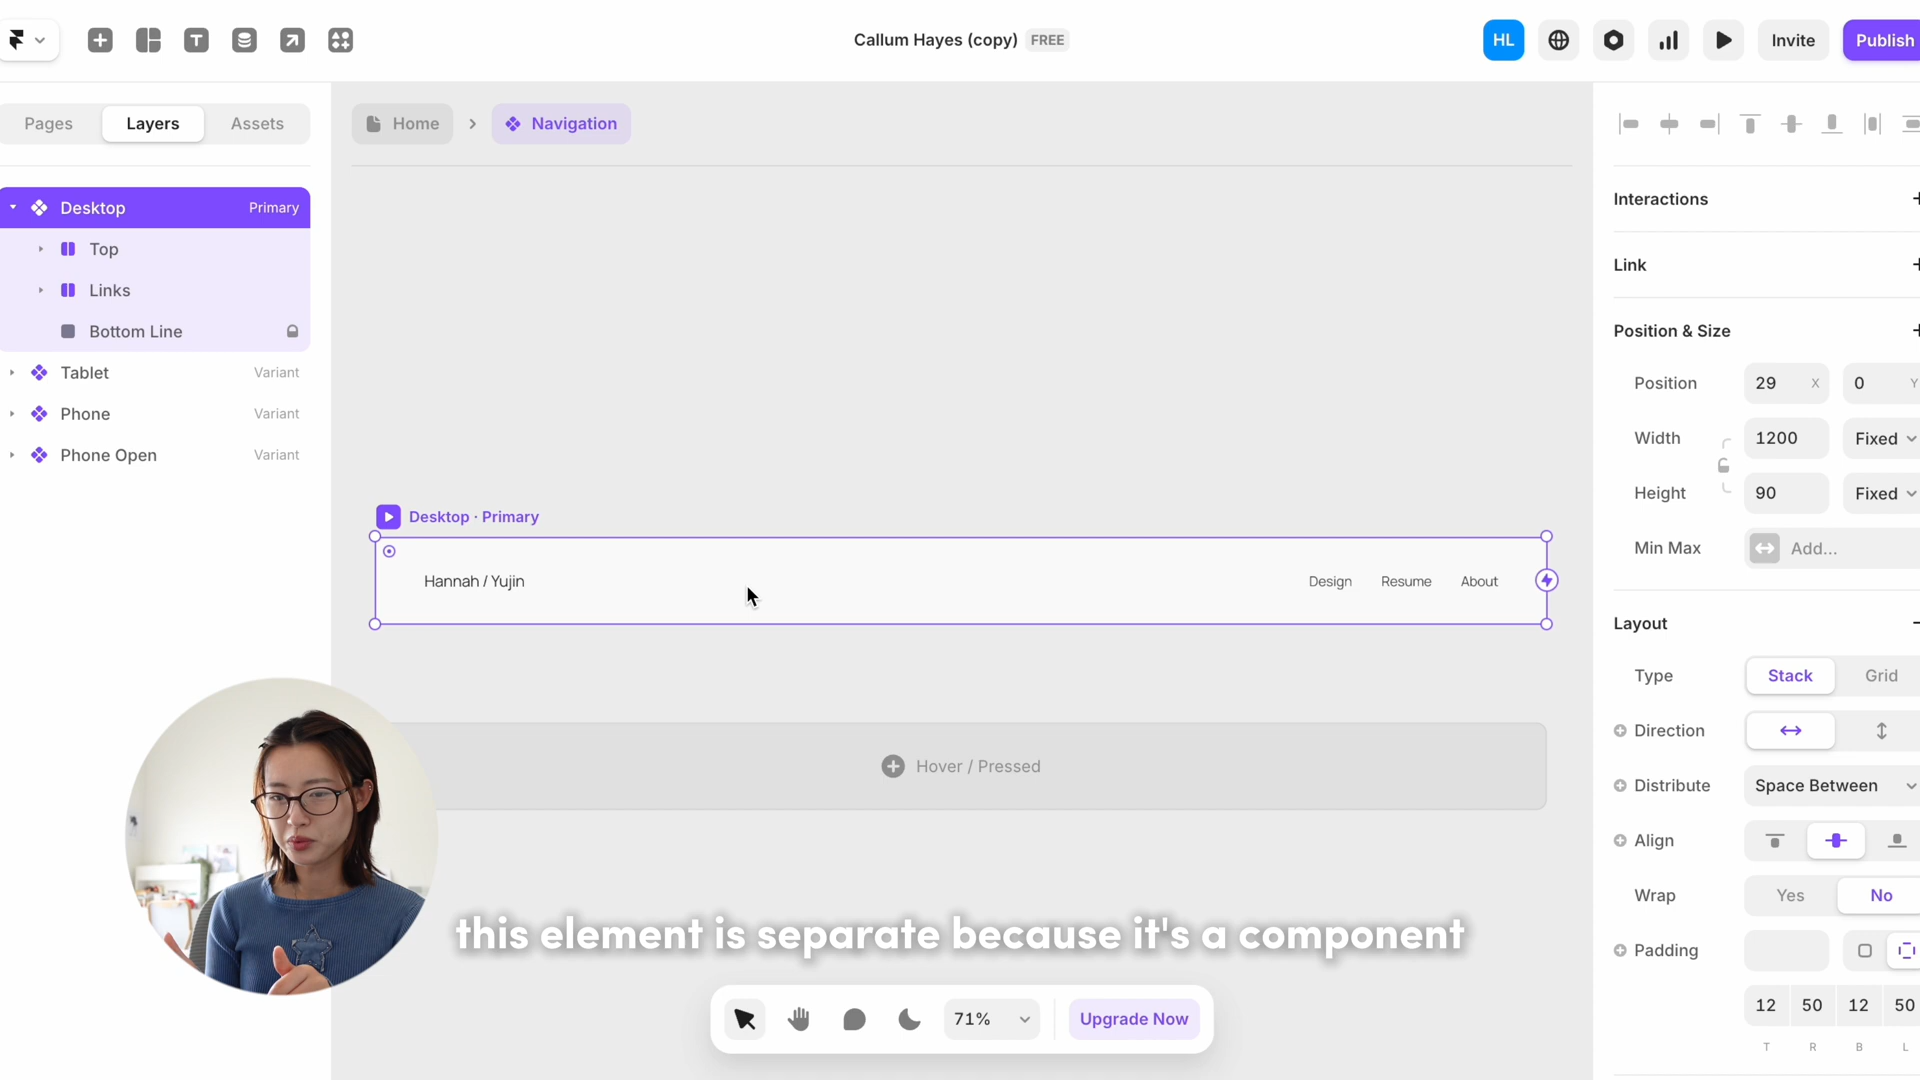 Callum Hayes (copy) FREE
HL
Invite
Publish
Pages
Layers
Assets
Home
Navigation
Desktop
Primary
Top
Links
Bottom Line
Tablet
Variant
Phone
Variant
Phone Open
Variant
Desktop · Primary
Hannah / Yujin
Design
Resume
About
Hover / Pressed
this element is separate because it's a component
71%
Upgrade Now
Interactions
Link
Position & Size
Position
29
X
0
Y
Width
1200
Fixed
Height
90
Fixed
Min Max
Add...
Layout
Type
Stack
Grid
Direction
Distribute
Space Between
Align
Wrap
Yes
No
Padding
12
50
12
50
T
R
B
L